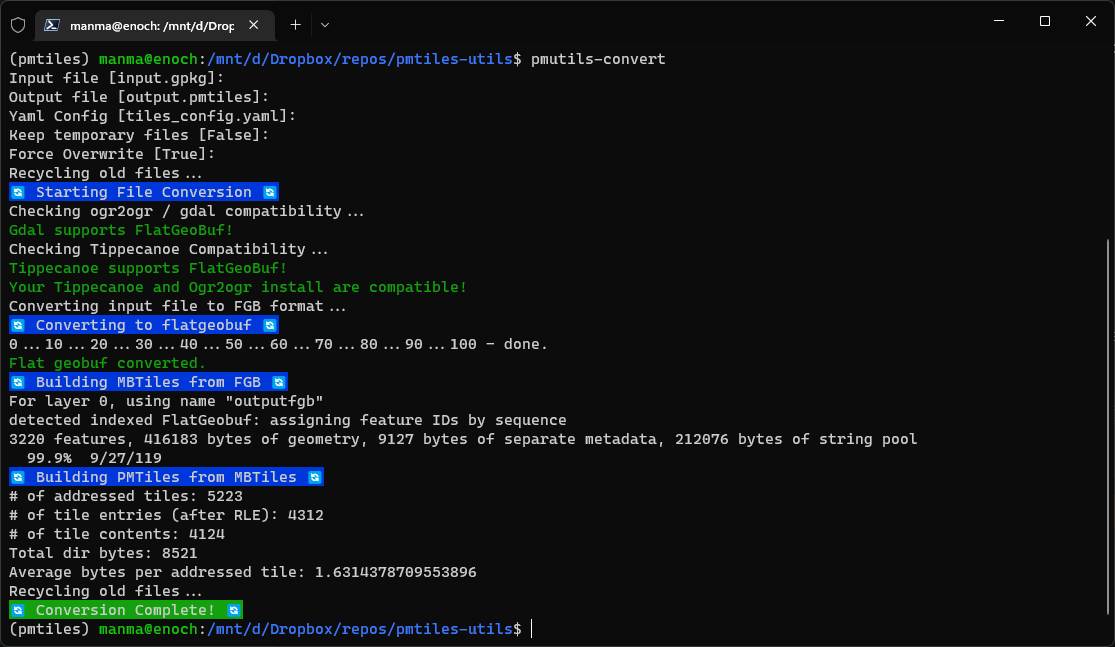 manma@enoch: /mnt/d/Drop
(pmtiles) manma@enoch:/mnt/d/Dropbox/repos/pmtiles-utils$ pmutils-convert
Input file [input.gpkg]:
Output file [output.pmtiles]:
Yaml Config [tiles_config.yaml]:
Keep temporary files [False]:
Force Overwrite [True]:
Recycling old files...
Starting File Conversion
Checking ogr2ogr / gdal compatibility...
Gdal supports FlatGeoBuf!
Checking Tippecanoe Compatibility...
Tippecanoe supports FlatGeoBuf!
Your Tippecanoe and Ogr2ogr install are compatible!
Converting input file to FGB format...
Converting to flatgeobuf
0...10...20...30...40...50...60...70...80...90...100 - done.
Flat geobuf converted.
Building MBTiles from FGB
For layer 0, using name "outputfgb"
detected indexed FlatGeobuf: assigning feature IDs by sequence
3220 features, 416183 bytes of geometry, 9127 bytes of separate metadata, 212076 bytes of string pool
99.9%  9/27/119
Building PMTiles from MBTiles
# of addressed tiles: 5223
# of tile entries (after RLE): 4312
# of tile contents: 4124
Total dir bytes: 8521
Average bytes per addressed tile: 1.6314378709553896
Recycling old files...
Conversion Complete!
(pmtiles) manma@enoch:/mnt/d/Dropbox/repos/pmtiles-utils$